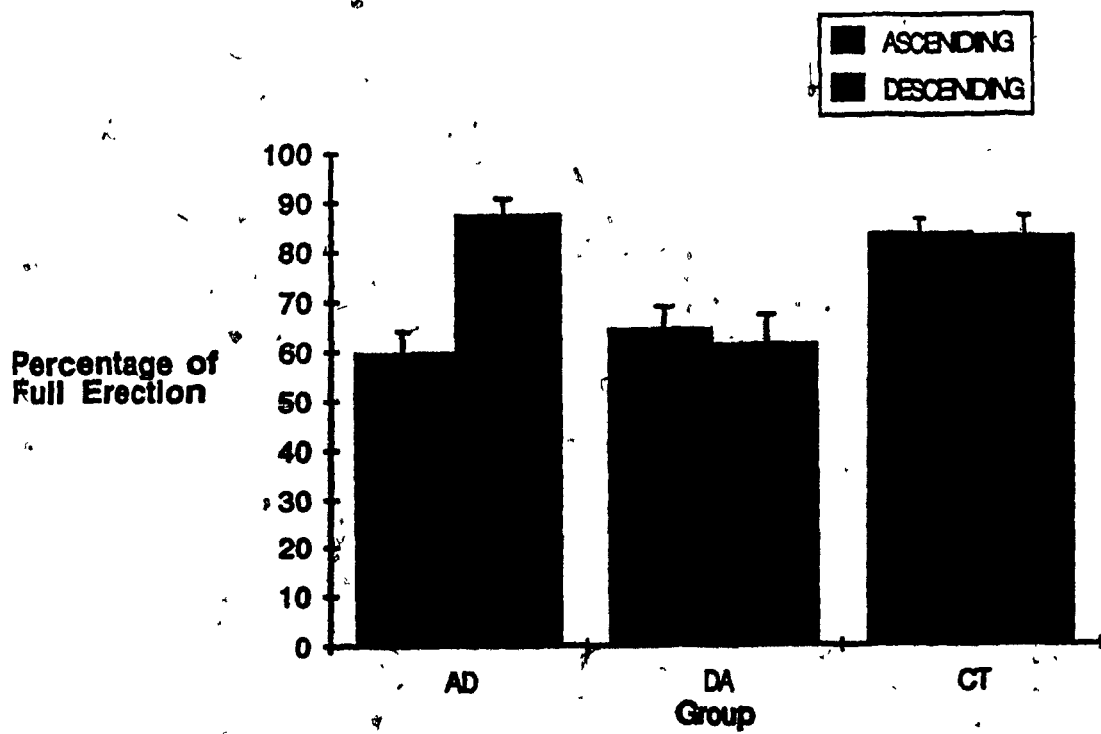 ASCENDING
DESCENDING
100
90
80
70
60
50
40
30
20
10
0
Percentage of
Full Erection
AD
DA
CT
Group